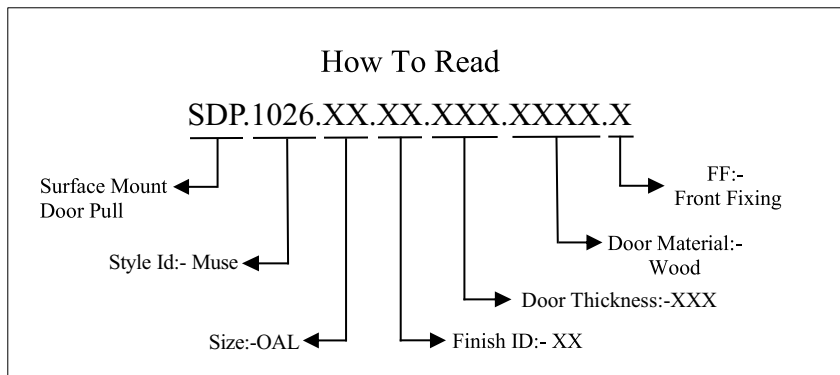 How To Read
SDP.1026.XX.XX.XXX.XXXX.X
Surface Mount
Door Pull
FF:-
Front Fixing
Style Id:- Muse
Door Material:-
Wood
Door Thickness:-XXX
Size:-OAL
Finish ID:- XX